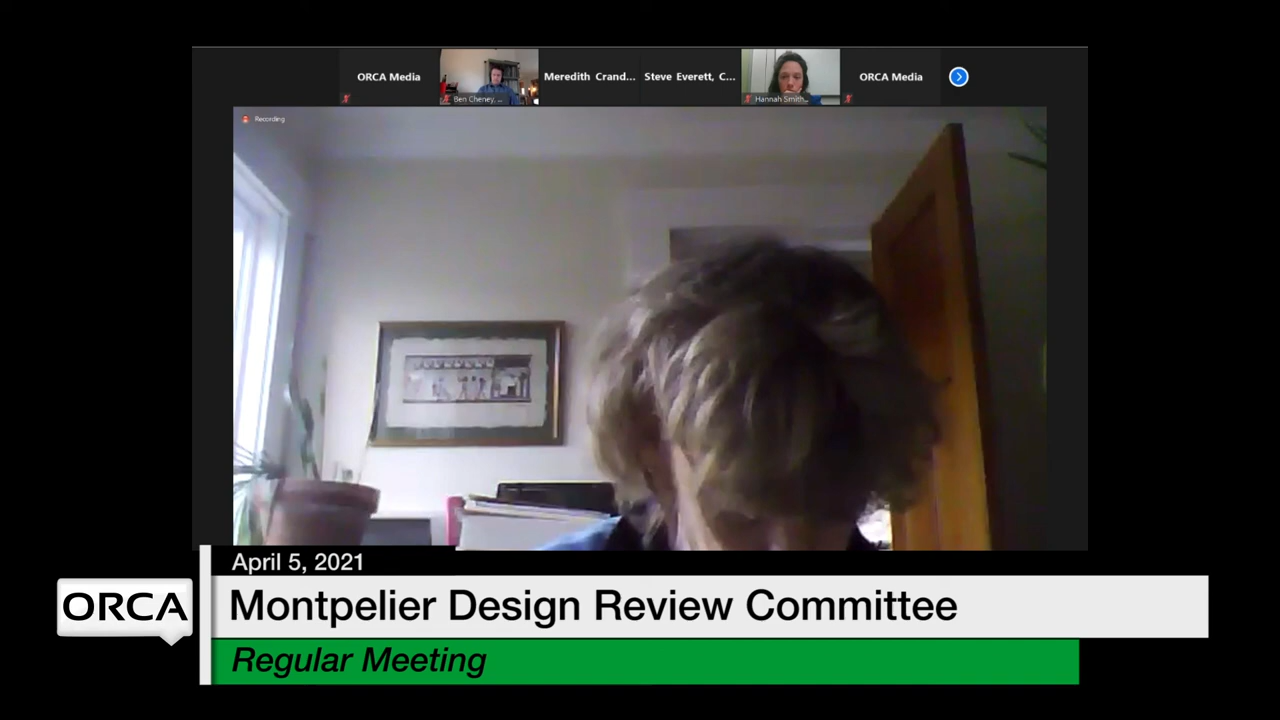 ORCA Media
Meredith Crand...
Steve Everett, C...
ORCA Media
Ben Cheney, ...
Hannah Smith...
Recording
April 5, 2021
ORCA
Montpelier Design Review Committee
Regular Meeting